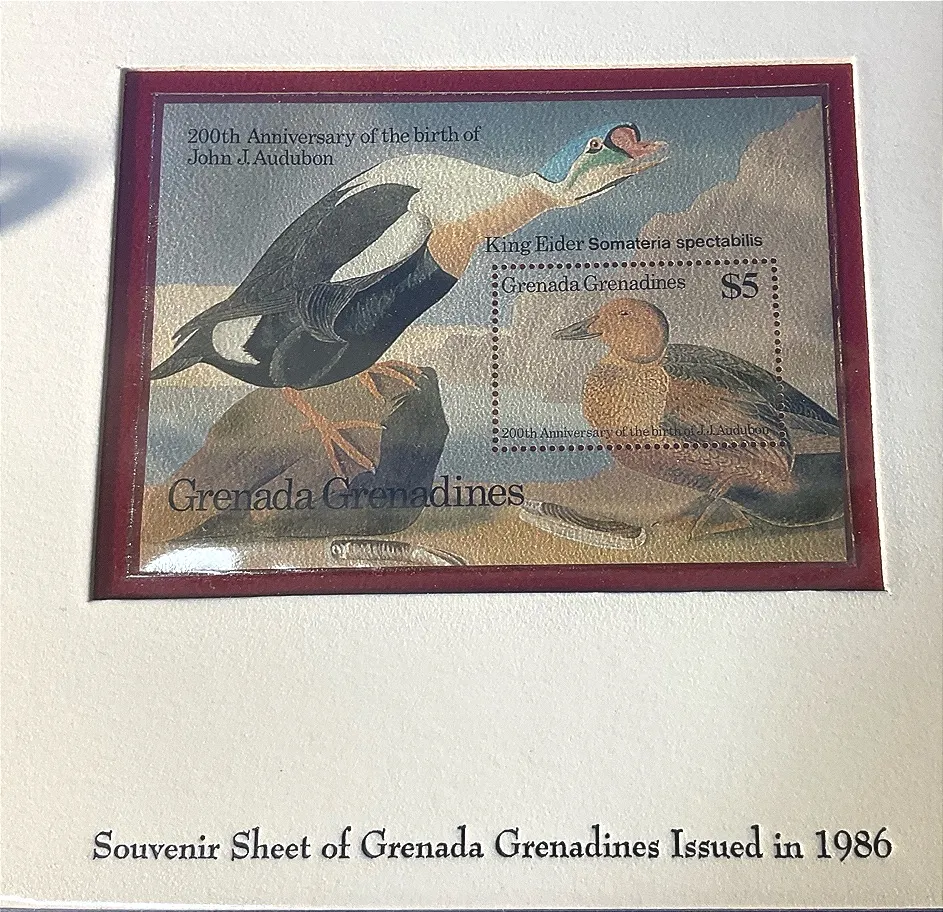 200th Anniversary of the birth of
John J. Audubon
King Eider Somateria spectabilis
Grenada Grenadines $5
200th Anniversary of the birth of J.J. Audubon
Grenada Grenadines
Souvenir Sheet of Grenada Grenadines Issued in 1986